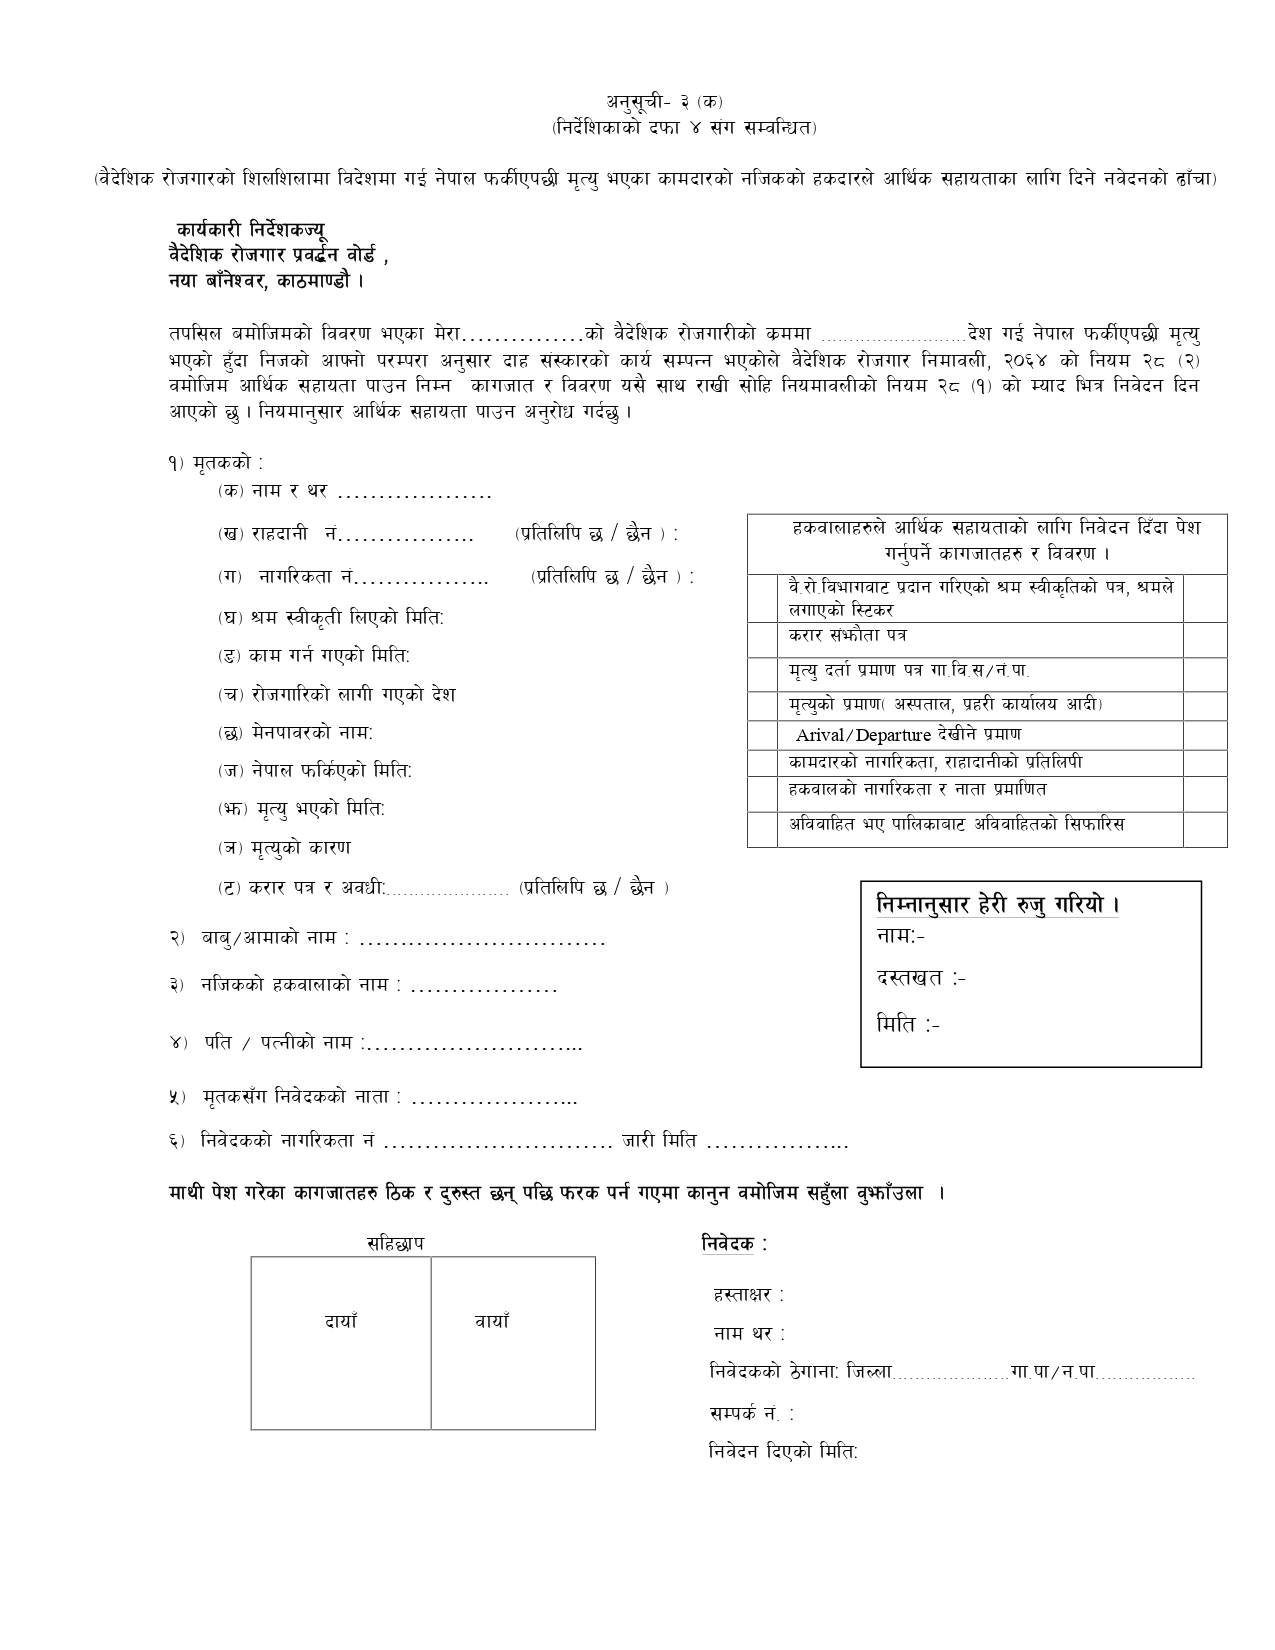 अनुसूची- ३ (क)
(निर्देशिकाको दफा ४ संग सम्वन्धित)
(वैदेशिक रोजगारको शिलशिलामा विदेशमा गई नेपाल फर्कीएपछी मृत्यु भएका कामदारको नजिकको हकदारले आर्थिक सहायताका लागि दिने नवेदनको ढाँचा)
कार्यकारी निर्देशकज्यू
वैदेशिक रोजगार प्रवर्द्धन वोर्ड ,
नया बाँनेश्वर, काठमाण्डौ ।
तपसिल बमोजिमको विवरण भएका मेरा……………को वैदेशिक रोजगारीको क्रममा ..........................देश गई नेपाल फर्कीएपछी मृत्यु
भएको हुँदा निजको आफ्नो परम्परा अनुसार दाह संस्कारको कार्य सम्पन्न भएकोले वैदेशिक रोजगार निमावली, २०६४ को नियम २८ (२)
वमोजिम आर्थिक सहायता पाउन निम्न कागजात र विवरण यसै साथ राखी सोहि नियमावलीको नियम २८ (१) को म्याद भित्र निवेदन दिन
आएको छु । नियमानुसार आर्थिक सहायता पाउन अनुरोध गर्दछु ।
१) मृतकको :
(क) नाम र थर ……………….
(ख) राहदानी नं…………….. (प्रतिलिपि छ / छैन ) :
(ग) नागरिकता नं…………….. (प्रतिलिपि छ / छैन ) :
(घ) श्रम स्वीकृती लिएको मिति:
(ङ) काम गर्न गएको मिति:
(च) रोजगारिको लागी गएको देश
(छ) मेनपावरको नाम:
(ज) नेपाल फर्किएको मिति:
(झ) मृत्यु भएको मिति:
(ञ) मृत्युको कारण
(ट) करार पत्र र अवधी:...................... (प्रतिलिपि छ / छैन )
हकवालाहरुले आर्थिक सहायताको लागि निवेदन दिँदा पेश
गर्नुपर्ने कागजातहरु र विवरण ।
वै.रो.विभागवाट प्रदान गरिएको श्रम स्वीकृतिको पत्र, श्रमले
लगाएको स्टिकर
करार संझौता पत्र
मृत्यु दर्ता प्रमाण पत्र गा.वि.स/नं.पा.
मृत्युको प्रमाण( अस्पताल, प्रहरी कार्यालय आदी)
Arival/Departure देखीने प्रमाण
कामदारको नागरिकता, राहादानीको प्रतिलिपी
हकवालको नागरिकता र नाता प्रमाणित
अविवाहित भए पालिकाबाट अविवाहितको सिफारिस
निम्नानुसार हेरी रुजु गरियो ।
नाम:-
दस्तखत :-
मिति :-
२) बाबु/आमाको नाम : …………………………
३) नजिकको हकवालाको नाम : ………………
४) पति / पत्नीको नाम :……………………...
५) मृतकसँग निवेदकको नाता : ………………...
६) निवेदकको नागरिकता नं ………………………. जारी मिति ……………...
माथी पेश गरेका कागजातहरु ठिक र दुरुस्त छन् पछि फरक पर्न गएमा कानुन वमोजिम सहुँला वुझाँउला ।
सहिछाप
दायाँ वायाँ
निवेदक :
हस्ताक्षर :
नाम थर :
निवेदकको ठेगाना: जिल्ला.....................गा.पा/न.पा..................
सम्पर्क नं. :
निवेदन दिएको मिति: